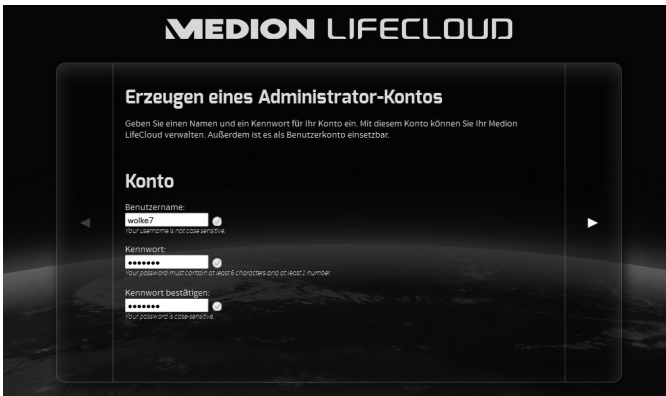 MEDION LIFECLOUD
Erzeugen eines Administrator-Kontos
Geben Sie einen Namen und ein Kennwort für Ihr Konto ein. Mit diesem Konto können Sie Ihr Medion
LifeCloud verwalten. Außerdem ist es als Benutzerkonto einsetzbar.
Konto
Benutzername:
wolke7
Your username is not case sensitive.
Kennwort:
•••••••
Your password must contain at least 6 characters and at least 1 number.
Kennwort bestätigen:
•••••••
Your password is case-sensitive.